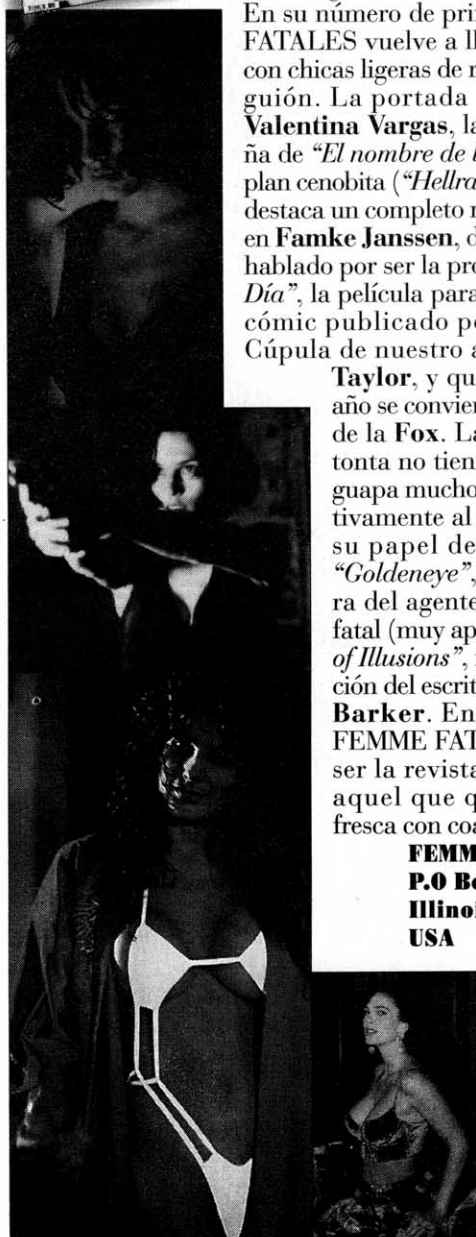 En su número de pri
FATALES vuelve a ll
con chicas ligeras de r
guión. La portada
Valentina Vargas, la
ña de “El nombre de l
plan cenobita (“Hellra
destaca un completo r
en Famke Janssen, d
hablado por ser la pro
Día”, la película para
cómic publicado po
Cúpula de nuestro a
Taylor, y qu
año se convier
de la Fox. La
tonta no tien
guapa mucho
tivamente al
su papel de
“Goldeneye”,
ra del agente
fatal (muy ap
of Illusions”,
ción del escrit
Barker. En
FEMME FAT
ser la revista
aquel que q
fresca con coa
FEMM
P.O Bo
Illinoi
USA